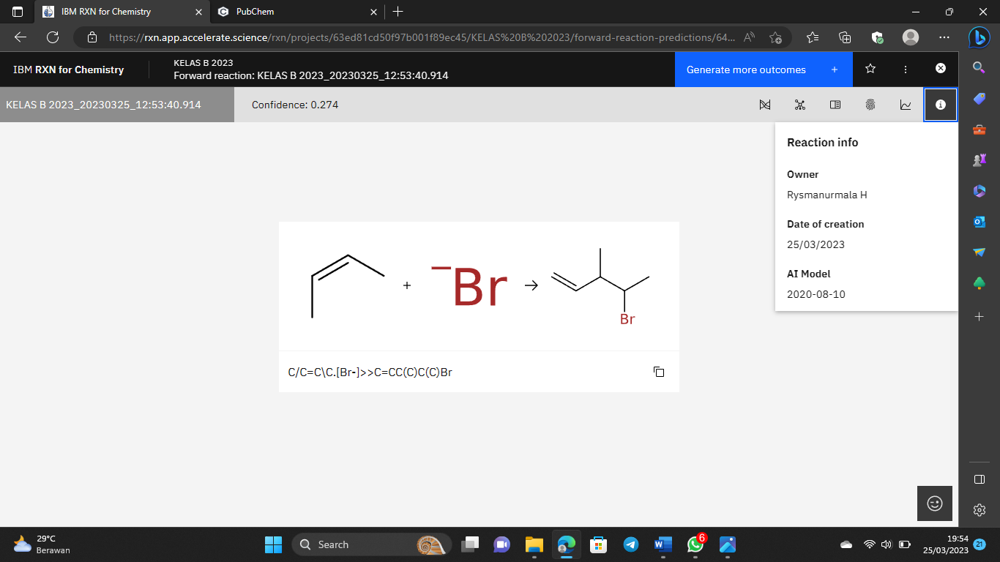 IBM RXN for Chemistry
PubChem
https://rxn.app.accelerate.science/rxn/projects/63ed81cd50f97b001f89ec45/KELAS%20B%202023/forward-reaction-predictions/64...
IBM RXN for Chemistry
KELAS B 2023
Forward reaction: KELAS B 2023_20230325_12:53:40.914
Generate more outcomes +
KELAS B 2023_20230325_12:53:40.914
Confidence: 0.274
Reaction info
Owner
Rysmanurmala H
Date of creation
25/03/2023
AI Model
2020-08-10
+ −Br → Br
C/C=C\C.[Br-]>>C=CC(C)C(C)Br
29°C
Berawan
Search
6
19:54
25/03/2023
21